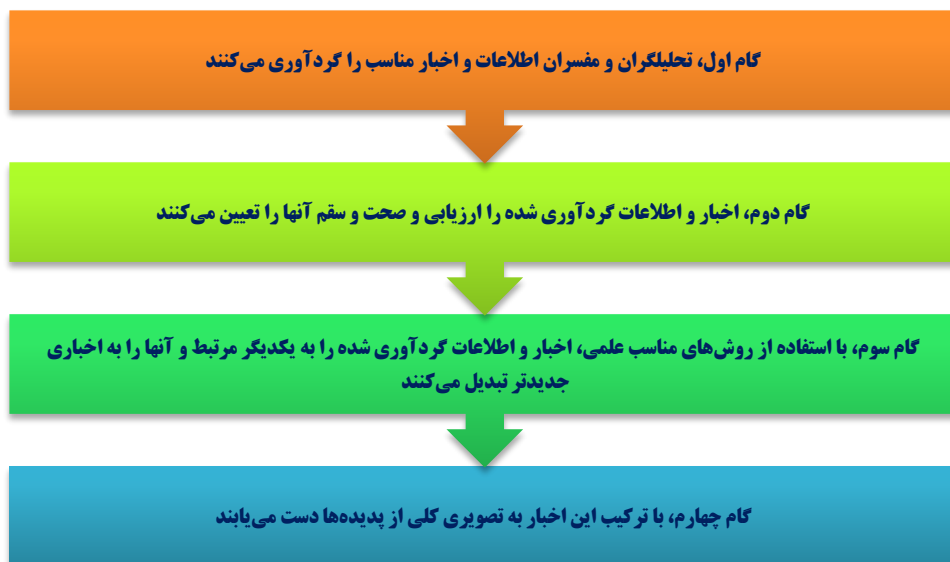 گام اول، تحلیلگران و مفسران اطلاعات و اخبار مناسب را گردآوری می‌کنند
گام دوم، اخبار و اطلاعات گردآوری شده را ارزیابی و صحت و سقم آنها را تعیین می‌کنند
گام سوم، با استفاده از روش‌های مناسب علمی، اخبار و اطلاعات گردآوری شده را به یکدیگر مرتبط و آنها را به اخباری
جدیدتر تبدیل می‌کنند
گام چهارم، با ترکیب این اخبار به تصویری کلی از پدیده‌ها دست می‌یابند